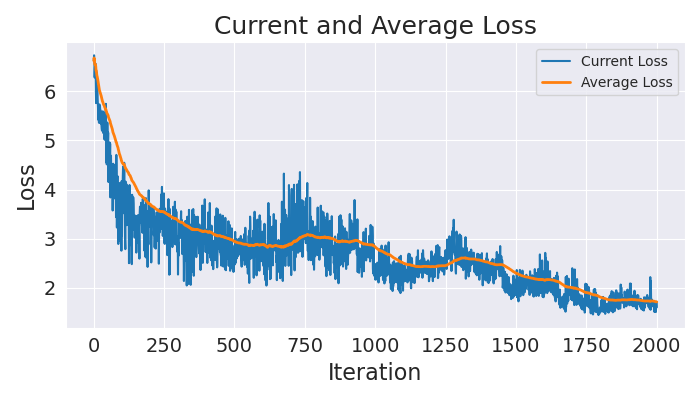 Current and Average Loss
Current Loss
Average Loss
6
5
4
3
2
Loss
0 250 500 750 1000 1250 1500 1750 2000
Iteration